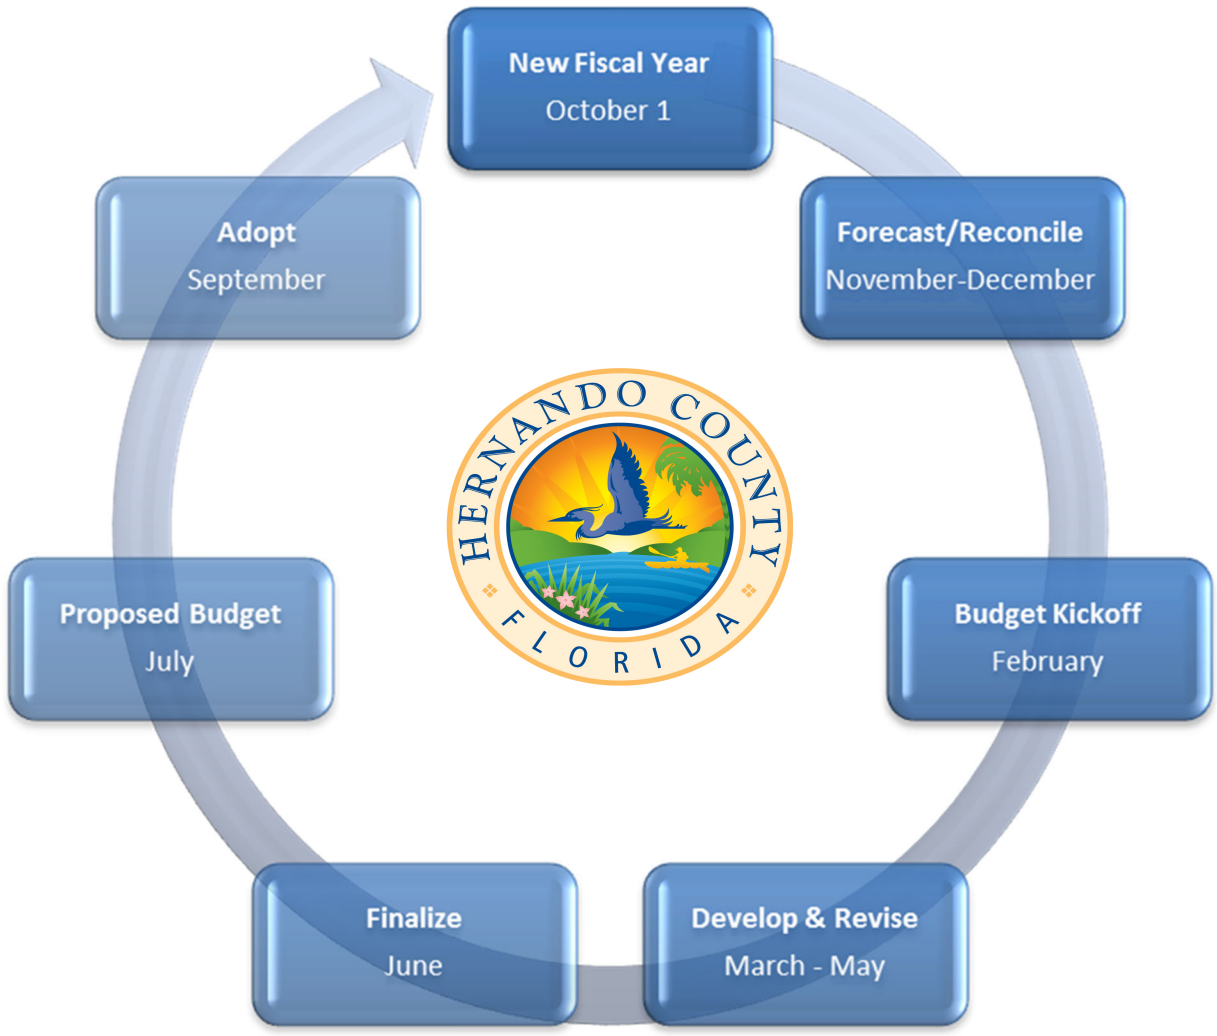 New Fiscal Year
October 1
Forecast/Reconcile
November-December
Budget Kickoff
February
Develop & Revise
March - May
Finalize
June
Proposed Budget
July
Adopt
September
HERNANDO COUNTY
FLORIDA